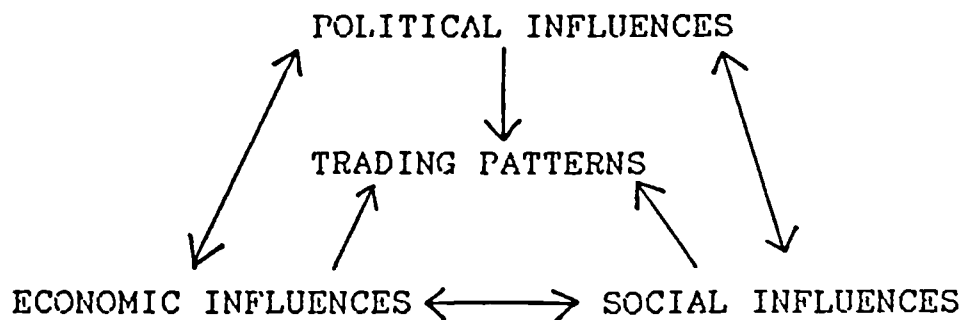 POLITICAL INFLUENCES
TRADING PATTERNS
ECONOMIC INFLUENCES
SOCIAL INFLUENCES